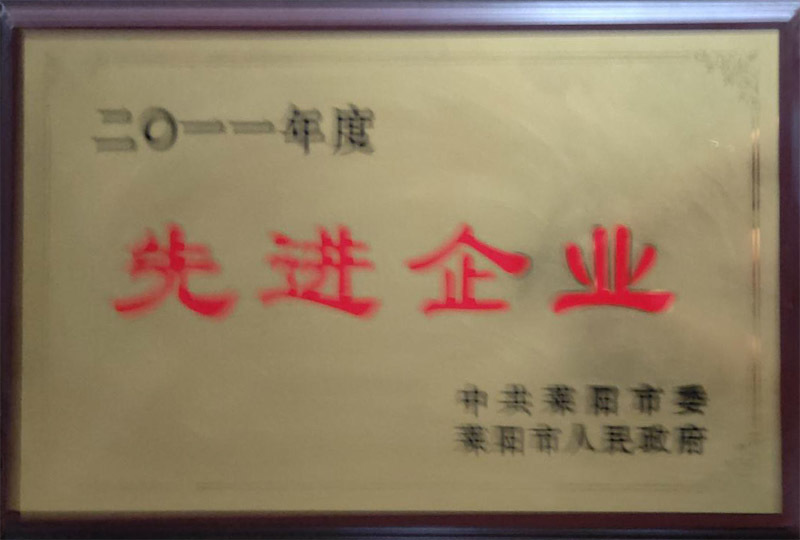 二〇一一年度
先进企业
中共莱阳市委
莱阳市人民政府